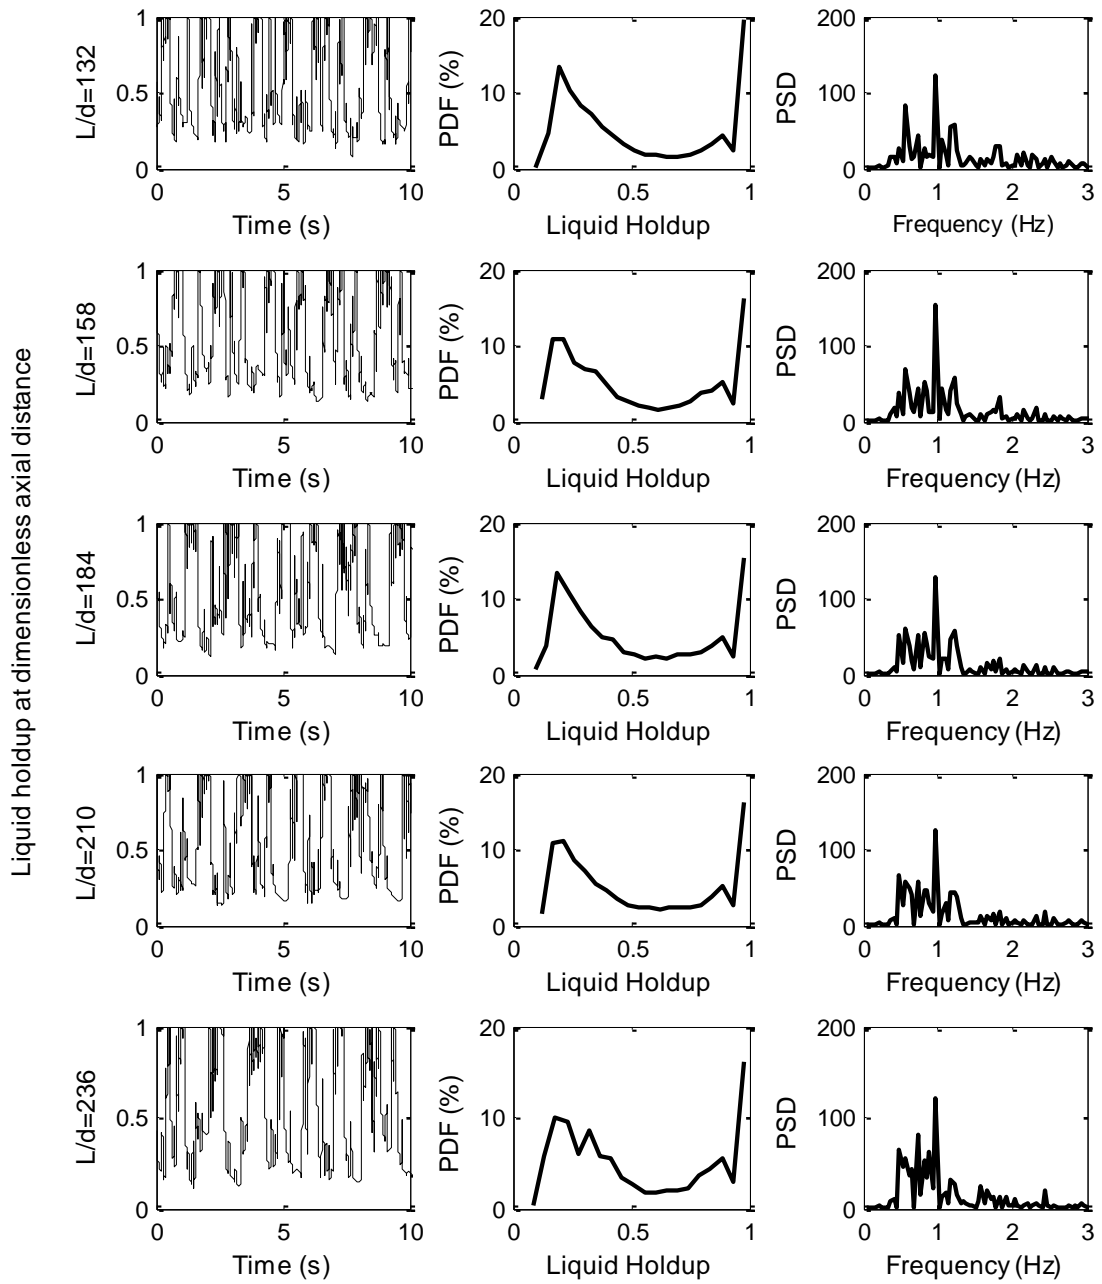 Liquid holdup at dimensionless axial distance
L/d=132
1
0.5
0
0 5 10
Time (s)
PDF (%)
20
10
0
0 0.5 1
Liquid Holdup
PSD
200
100
0
0 1 2 3
Frequency (Hz)
L/d=158
1
0.5
0
0 5 10
Time (s)
PDF (%)
20
10
0
0 0.5 1
Liquid Holdup
PSD
200
100
0
0 1 2 3
Frequency (Hz)
L/d=184
1
0.5
0
0 5 10
Time (s)
PDF (%)
20
10
0
0 0.5 1
Liquid Holdup
PSD
200
100
0
0 1 2 3
Frequency (Hz)
L/d=210
1
0.5
0
0 5 10
Time (s)
PDF (%)
20
10
0
0 0.5 1
Liquid Holdup
PSD
200
100
0
0 1 2 3
Frequency (Hz)
L/d=236
1
0.5
0
0 5 10
Time (s)
PDF (%)
20
10
0
0 0.5 1
Liquid Holdup
PSD
200
100
0
0 1 2 3
Frequency (Hz)